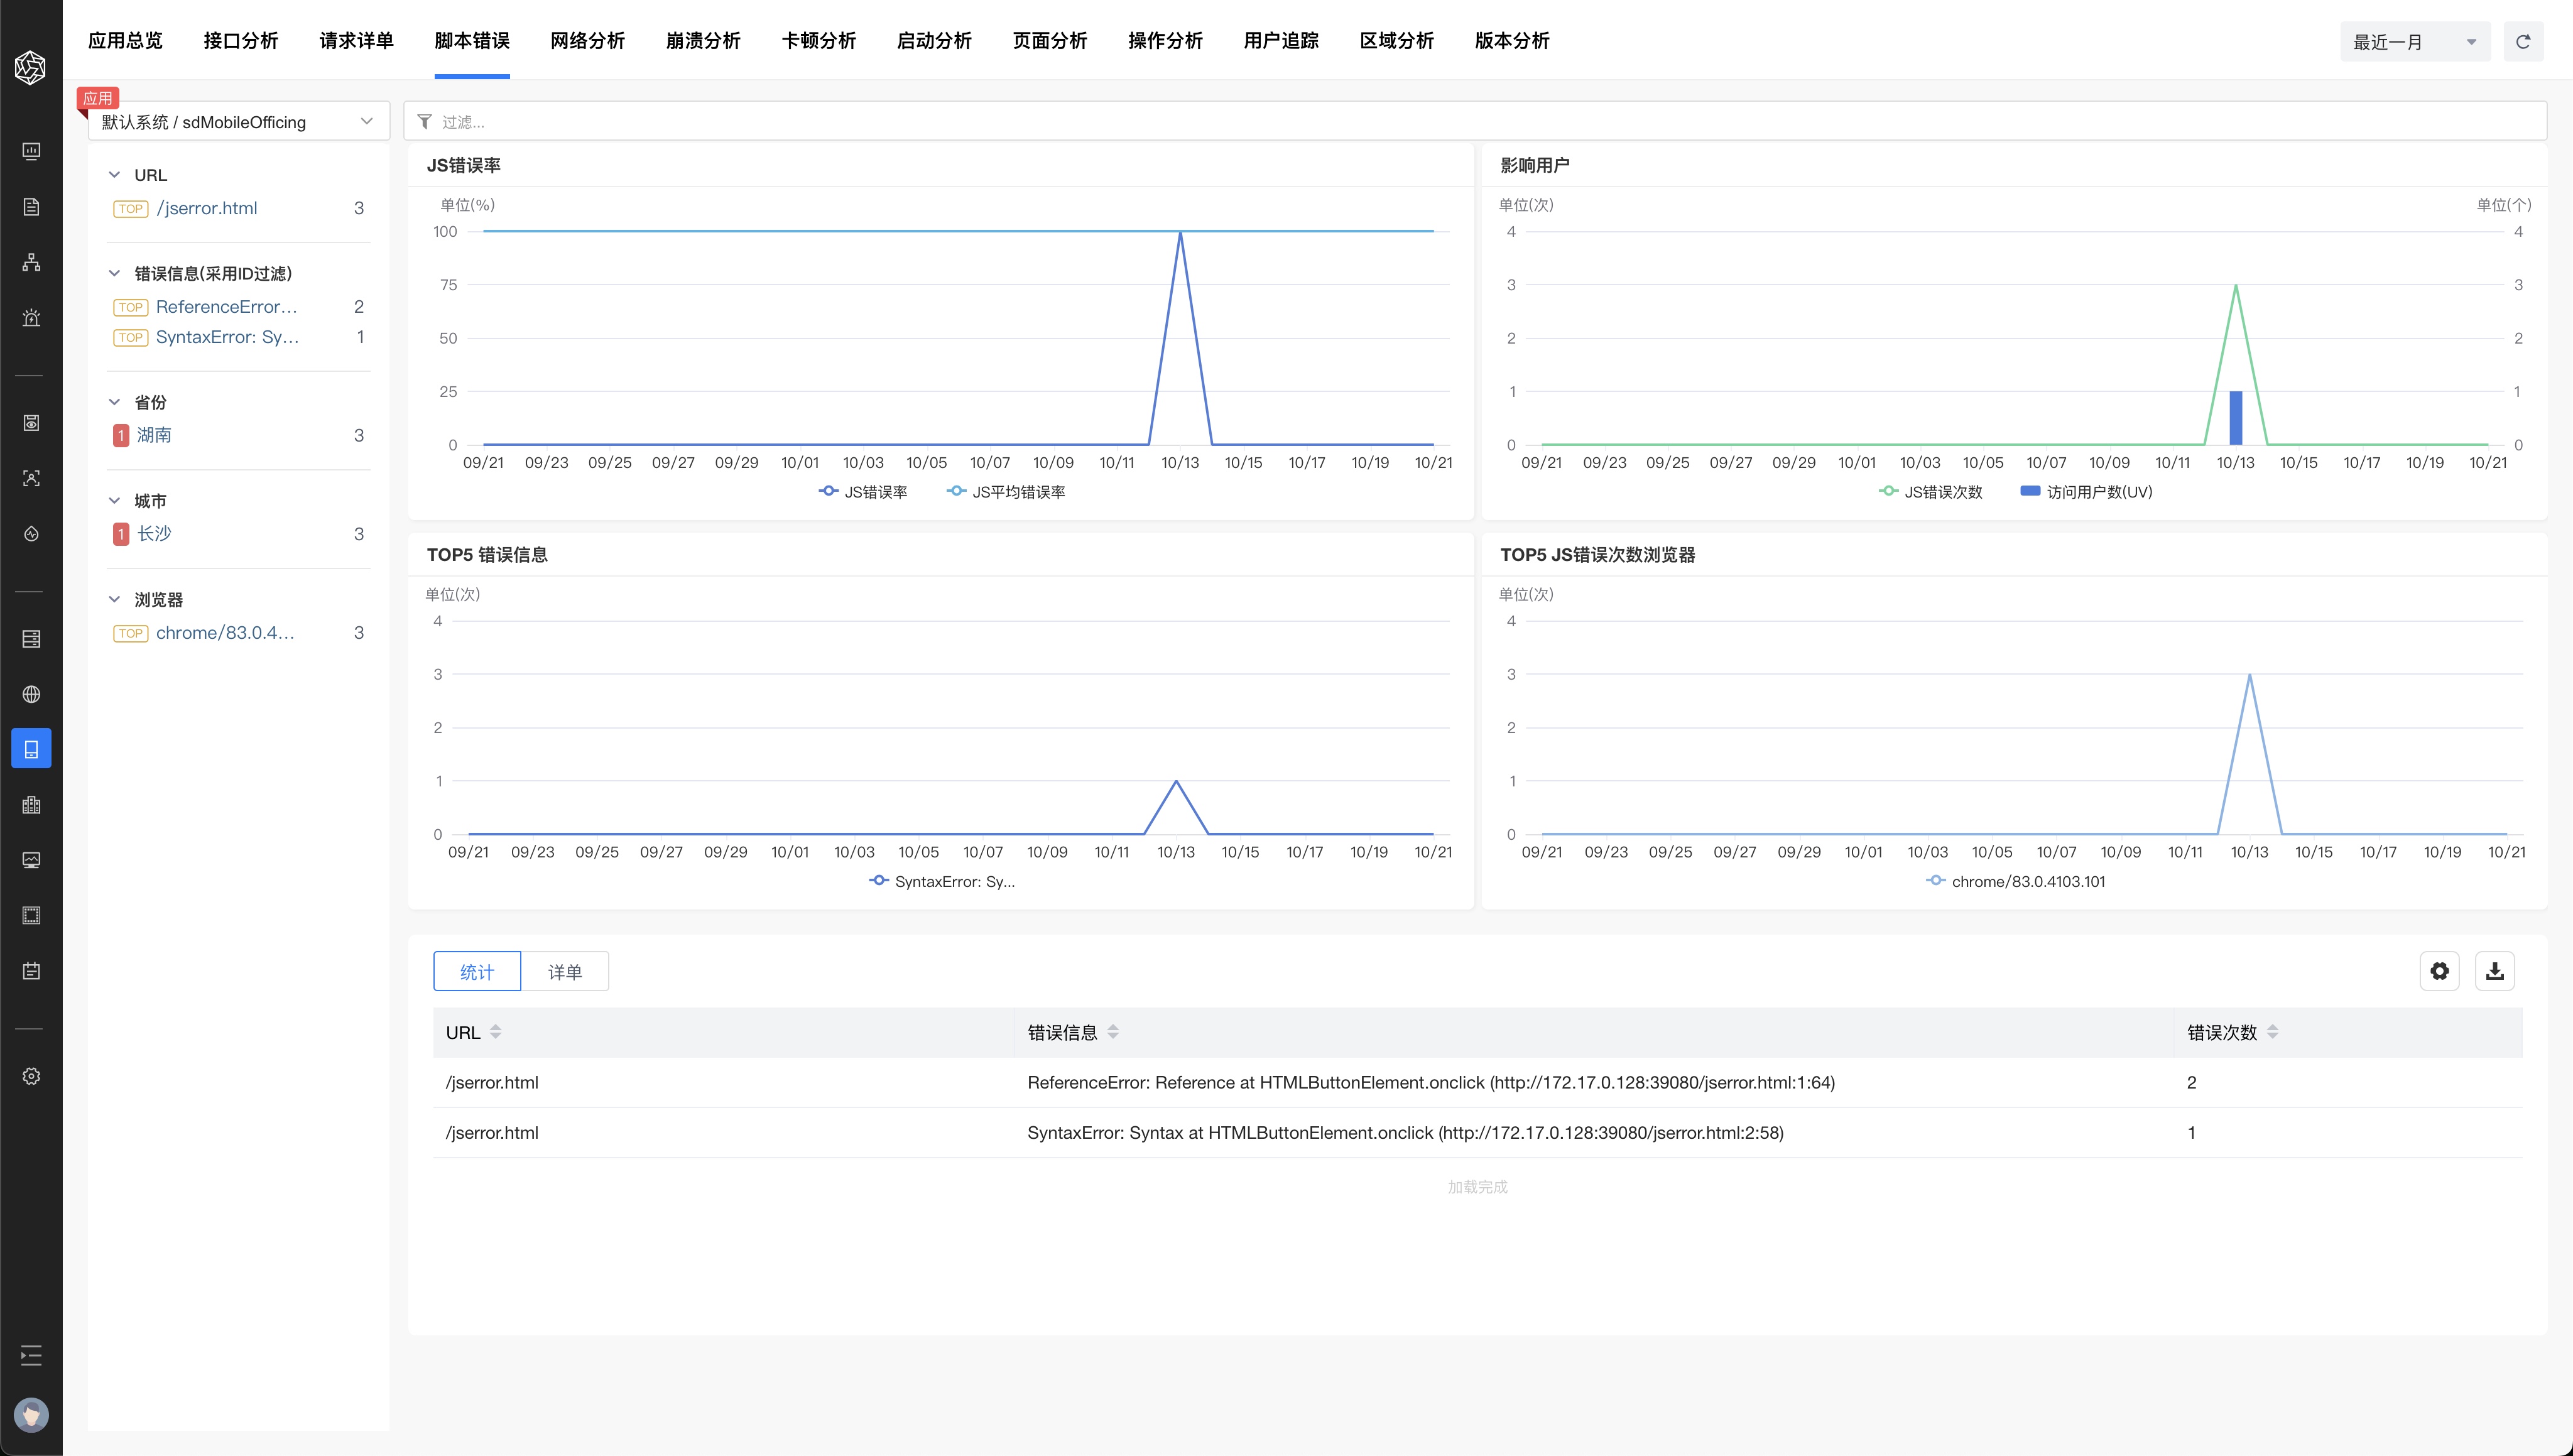 应用总览 接口分析 请求详单 脚本错误 网络分析 崩溃分析 卡顿分析 启动分析 页面分析 操作分析 用户追踪 区域分析 版本分析 最近一月
应用
默认系统 / sdMobileOfficing
过滤...
URL
TOP /jserror.html 3
错误信息(采用ID过滤)
TOP ReferenceError... 2
TOP SyntaxError: Sy... 1
省份
1 湖南 3
城市
1 长沙 3
浏览器
TOP chrome/83.0.4... 3
JS错误率
单位(%)
100
75
50
25
0
09/21 09/23 09/25 09/27 09/29 10/01 10/03 10/05 10/07 10/09 10/11 10/13 10/15 10/17 10/19 10/21
JS错误率 JS平均错误率
影响用户
单位(次) 单位(个)
4 4
3 3
2 2
1 1
0 0
09/21 09/23 09/25 09/27 09/29 10/01 10/03 10/05 10/07 10/09 10/11 10/13 10/15 10/17 10/19 10/21
JS错误次数 访问用户数(UV)
TOP5 错误信息
单位(次)
4
3
2
1
0
09/21 09/23 09/25 09/27 09/29 10/01 10/03 10/05 10/07 10/09 10/11 10/13 10/15 10/17 10/19 10/21
SyntaxError: Sy...
TOP5 JS错误次数浏览器
单位(次)
4
3
2
1
0
09/21 09/23 09/25 09/27 09/29 10/01 10/03 10/05 10/07 10/09 10/11 10/13 10/15 10/17 10/19 10/21
chrome/83.0.4103.101
统计 详单
URL 错误信息 错误次数
/jserror.html ReferenceError: Reference at HTMLButtonElement.onclick (http://172.17.0.128:39080/jserror.html:1:64) 2
/jserror.html SyntaxError: Syntax at HTMLButtonElement.onclick (http://172.17.0.128:39080/jserror.html:2:58) 1
加载完成